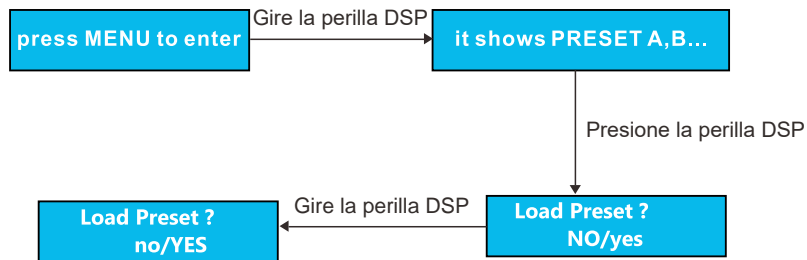 Gire la perilla DSP
press MENU to enter
it shows PRESET A,B...
Presione la perilla DSP
Load Preset ?
NO/yes
Gire la perilla DSP
Load Preset ?
no/YES